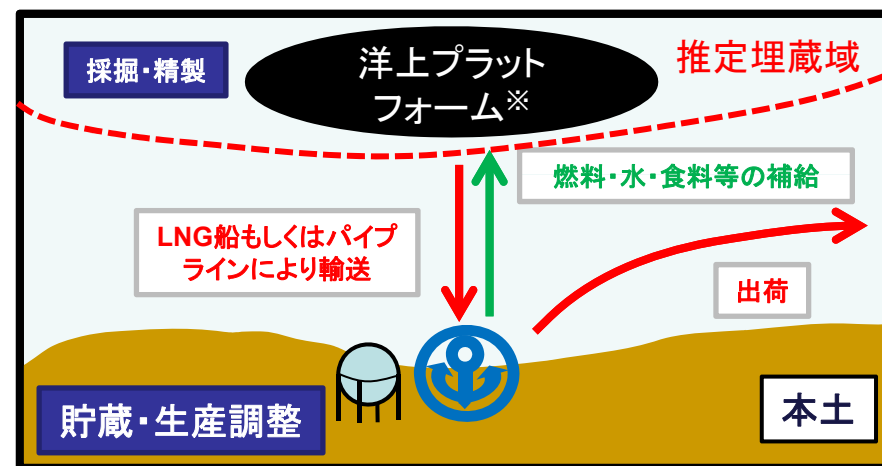 採掘・精製
洋上プラット
フォーム※
推定埋蔵域
燃料・水・食料等の補給
LNG船もしくはパイプ
ラインにより輸送
出荷
貯蔵・生産調整
本土